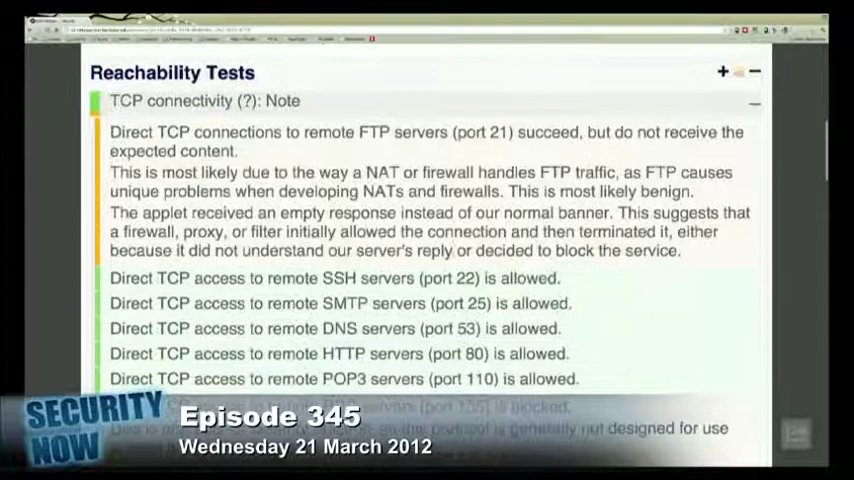 Reachability Tests
TCP connectivity (?): Note
Direct TCP connections to remote FTP servers (port 21) succeed, but do not receive the
expected content.
This is most likely due to the way a NAT or firewall handles FTP traffic, as FTP causes
unique problems when developing NATs and firewalls. This is most likely benign.
The applet received an empty response instead of our normal banner. This suggests that
a firewall, proxy, or filter initially allowed the connection and then terminated it, either
because it did not understand our server's reply or decided to block the service.
Direct TCP access to remote SSH servers (port 22) is allowed.
Direct TCP access to remote SMTP servers (port 25) is allowed.
Direct TCP access to remote DNS servers (port 53) is allowed.
Direct TCP access to remote HTTP servers (port 80) is allowed.
Direct TCP access to remote POP3 servers (port 110) is allowed.
servers (port 135) is blocked.
this protocol is generally not designed for use
SECURITY
NOW
Episode 345
Wednesday 21 March 2012